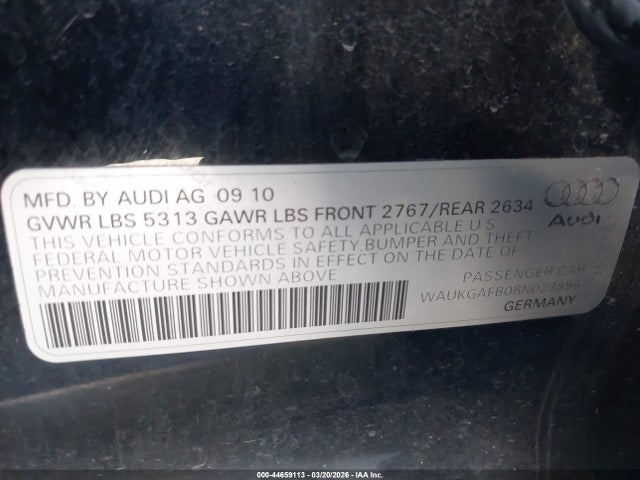 MFD. BY AUDI AG 09 10
GVWR LBS 5313 GAWR LBS FRONT 2767/REAR 2634
THIS VEHICLE CONFORMS TO ALL APPLICABLE U S
FEDERAL MOTOR VEHICLE SAFETY, BUMPER AND THEFT
PREVENTION STANDARDS IN EFFECT ON THE DATE OF
MANUFACTURE SHOWN ABOVE
Audi
PASSENGER CAR
WAUKGAFB0BN023896
GERMANY
000-44659113 - 03/20/2026 - IAA Inc.